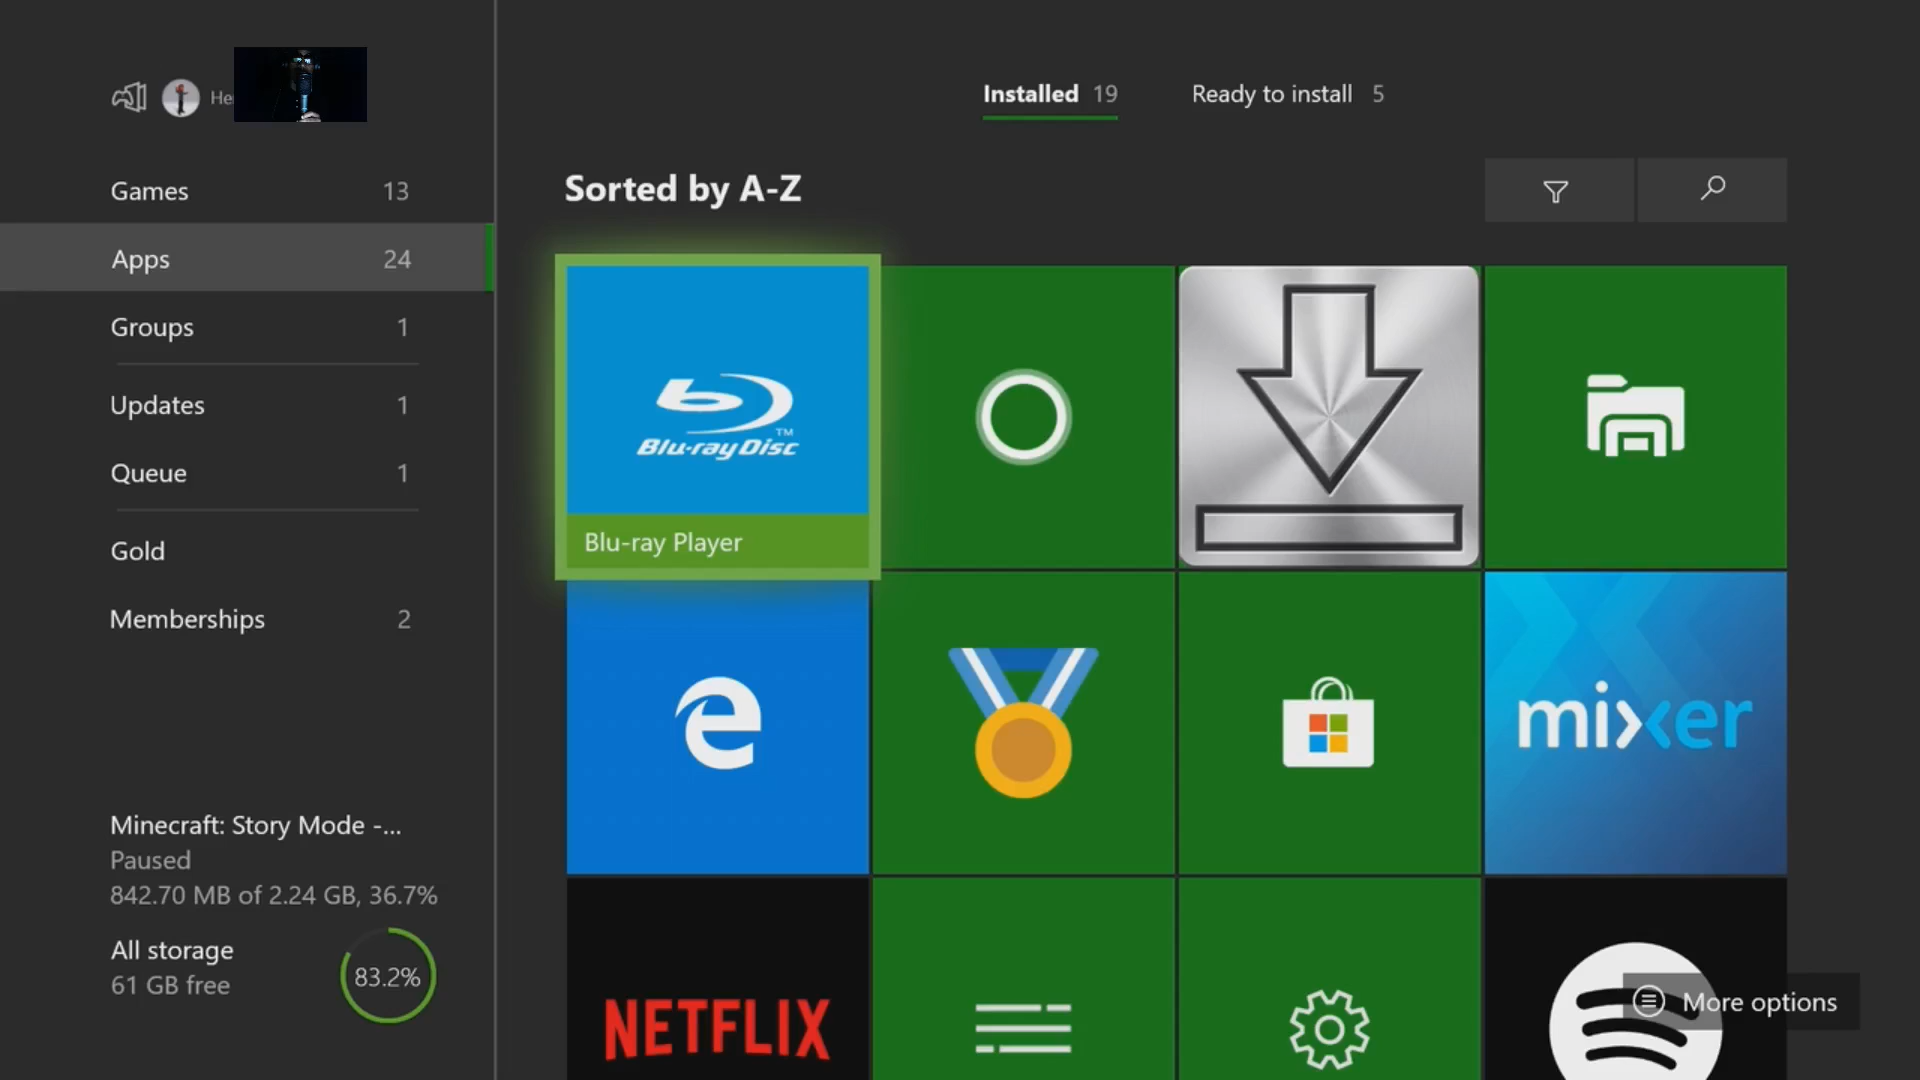 He
Games 13
Apps 24
Groups 1
Updates 1
Queue 1
Gold
Memberships 2
Minecraft: Story Mode -...
Paused
842.70 MB of 2.24 GB, 36.7%
All storage
61 GB free
83.2%
Installed 19 Ready to install 5
Sorted by A-Z
Blu-ray Disc TM
Blu-ray Player
mixer
NETFLIX
More options